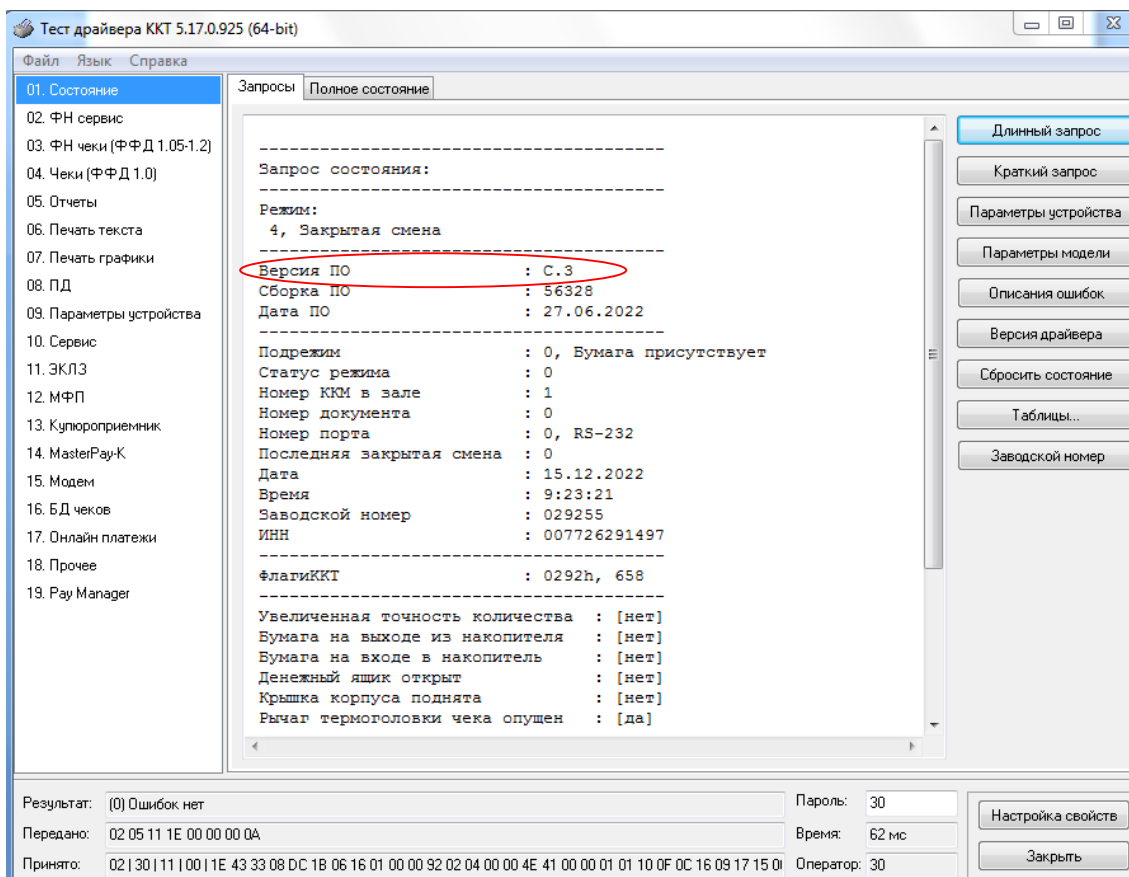 Тест драйвера ККТ 5.17.0.925 (64-bit)
Файл Язык Справка
01. Состояние
02. ФН сервис
03. ФН чеки (ФФД 1.05-1.2)
04. Чеки (ФФД 1.0)
05. Отчеты
06. Печать текста
07. Печать графики
08. ПД
09. Параметры устройства
10. Сервис
11. ЭКЛЗ
12. МФП
13. Купюроприемник
14. MasterPay-K
15. Модем
16. БД чеков
17. Онлайн платежи
18. Прочее
19. Pay Manager
Запросы Полное состояние
----------------------------------------
Запрос состояния:
----------------------------------------
Режим:
4, Закрытая смена
----------------------------------------
Версия ПО : C.3
Сборка ПО : 56328
Дата ПО : 27.06.2022
----------------------------------------
Подрежим : 0, Бумага присутствует
Статус режима : 0
Номер ККМ в зале : 1
Номер документа : 0
Номер порта : 0, RS-232
Последняя закрытая смена : 0
Дата : 15.12.2022
Время : 9:23:21
Заводской номер : 029255
ИНН : 007726291497
----------------------------------------
ФлагиККТ : 0292h, 658
----------------------------------------
Увеличенная точность количества : [нет]
Бумага на выходе из накопителя : [нет]
Бумага на входе в накопитель : [нет]
Денежный ящик открыт : [нет]
Крышка корпуса поднята : [нет]
Рычаг термоголовки чека опущен : [да]
Длинный запрос
Краткий запрос
Параметры устройства
Параметры модели
Описания ошибок
Версия драйвера
Сбросить состояние
Таблицы...
Заводской номер
Результат: (0) Ошибок нет
Передано: 02 05 11 1E 00 00 00 0A
Принято: 02 | 30 | 11 | 00 | 1E 43 33 08 DC 1B 06 16 01 00 00 92 02 04 00 00 4E 41 00 00 01 01 10 0F 0C 16 09 17 15
Пароль: 30
Время: 62 мс
Оператор: 30
Настройка свойств
Закрыть